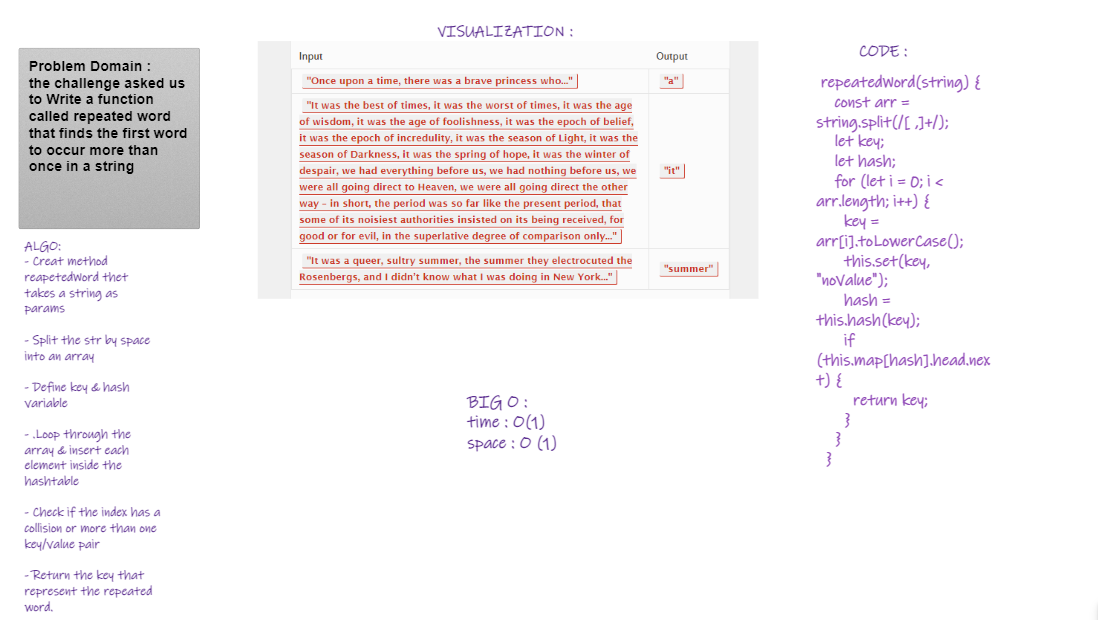 VISUALIZATION :
Problem Domain :
the challenge asked us
to Write a function
called repeated word
that finds the first word
to occur more than
once in a string
ALGO:
- Creat method
reapetedWord thet
takes a string as
params
- Split the str by space
into an array
- Define key & hash
variable
- .Loop through the
array & insert each
element inside the
hashtable
- Check if the index has a
collision or more than one
key/value pair
- Return the key that
represent the repeated
word.
Input Output
"Once upon a time, there was a brave princess who..." "a"
"It was the best of times, it was the worst of times, it was the age
of wisdom, it was the age of foolishness, it was the epoch of belief,
it was the epoch of incredulity, it was the season of Light, it was the
season of Darkness, it was the spring of hope, it was the winter of
despair, we had everything before us, we had nothing before us, we
were all going direct to Heaven, we were all going direct the other
way – in short, the period was so far like the present period, that
some of its noisiest authorities insisted on its being received, for
good or for evil, in the superlative degree of comparison only..."
"it"
"It was a queer, sultry summer, the summer they electrocuted the
Rosenbergs, and I didn't know what I was doing in New York..."
"summer"
BIG O :
time : O(1)
space : O (1)
CODE :
repeatedWord(string) {
const arr =
string.split(/[ ,]+/);
let key;
let hash;
for (let i = 0; i <
arr.length; i++) {
key =
arr[i].toLowerCase();
this.set(key,
"noValue");
hash =
this.hash(key);
if
(this.map[hash].head.nex
t) {
return key;
}
}
}